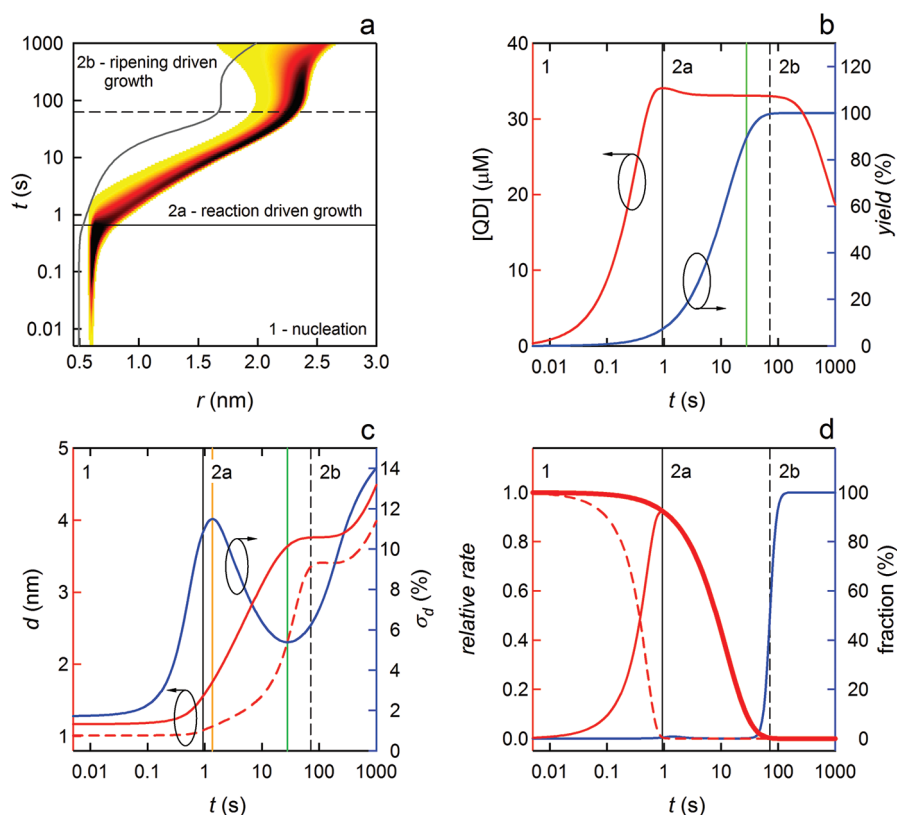 a
1000
100
10
1
0.1
0.01
t (s)
2b - ripening driven
growth
2a - reaction driven growth
1 - nucleation
0.5 1.0 1.5 2.0 2.5 3.0
r (nm)
b
40
30
20
10
0
[QD] (μM)
1 2a 2b
120
100
80
60
40
20
0
yield (%)
0.01 0.1 1 10 100 1000
t (s)
c
5
4
3
2
1
d (nm)
1 2a 2b
14
12
10
8
6
4
2
0
σd (%)
0.01 0.1 1 10 100 1000
t (s)
d
1.0
0.8
0.6
0.4
0.2
0.0
relative rate
1 2a 2b
100
80
60
40
20
0
fraction (%)
0.01 0.1 1 10 100 1000
t (s)